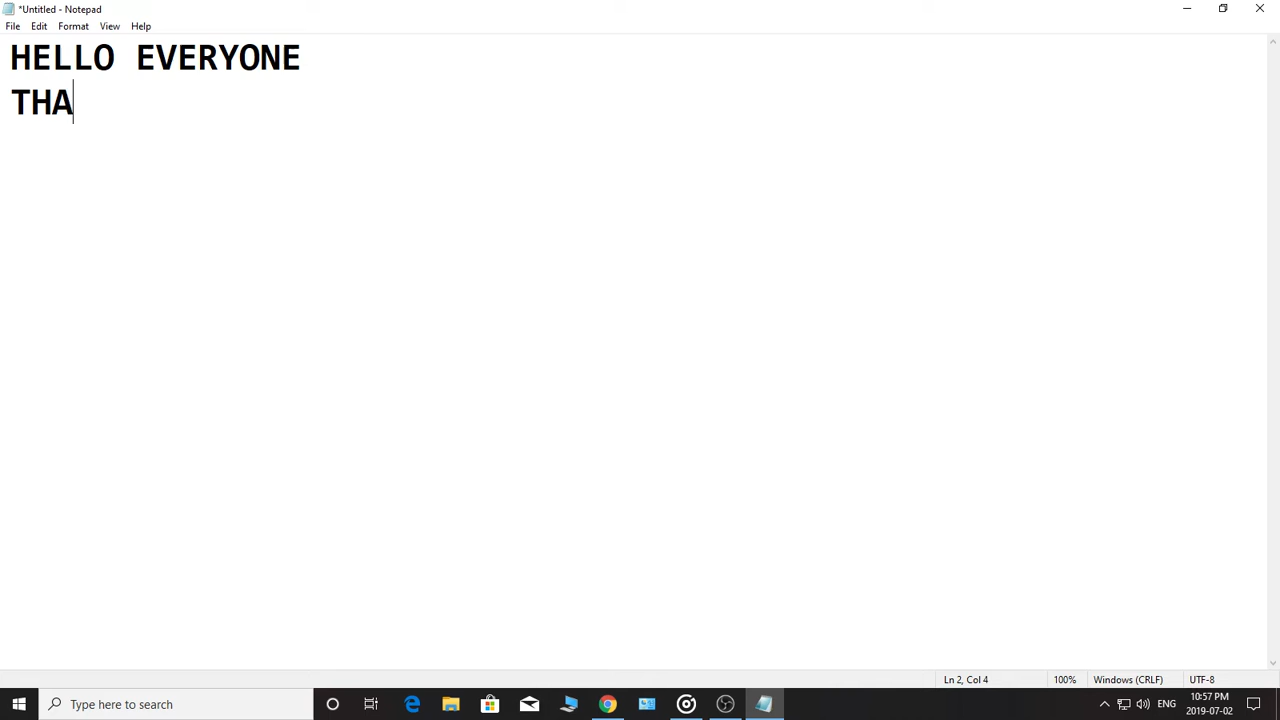 *Untitled - Notepad
File Edit Format View Help
HELLO EVERYONE
THA
Ln 2, Col 4 100% Windows (CRLF) UTF-8
Type here to search ENG 10:57 PM
2019-07-02